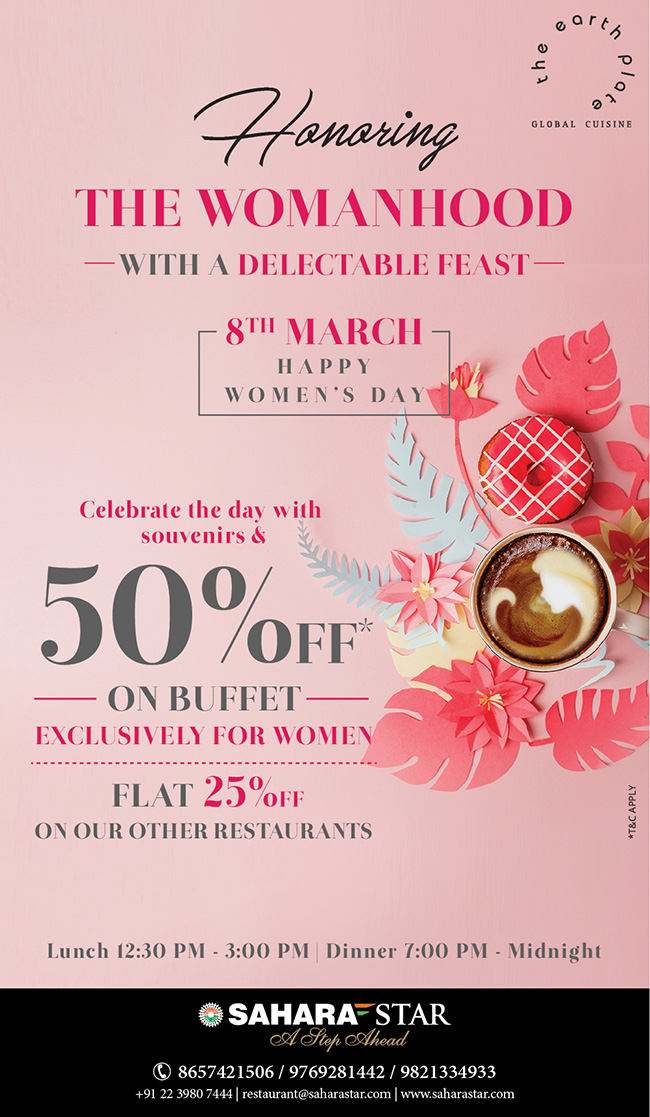 the earth plate
GLOBAL CUISINE
Honoring
THE WOMANHOOD
WITH A DELECTABLE FEAST
8TH MARCH
HAPPY
WOMEN'S DAY
Celebrate the day with
souvenirs &
50%OFF*
ON BUFFET
EXCLUSIVELY FOR WOMEN
FLAT 25%OFF
ON OUR OTHER RESTAURANTS
*T&C APPLY
Lunch 12:30 PM - 3:00 PM | Dinner 7:00 PM - Midnight
SAHARA STAR
A Step Ahead
8657421506 / 9769281442 / 9821334933
+91 22 3980 7444 | restaurant@saharastar.com | www.saharastar.com